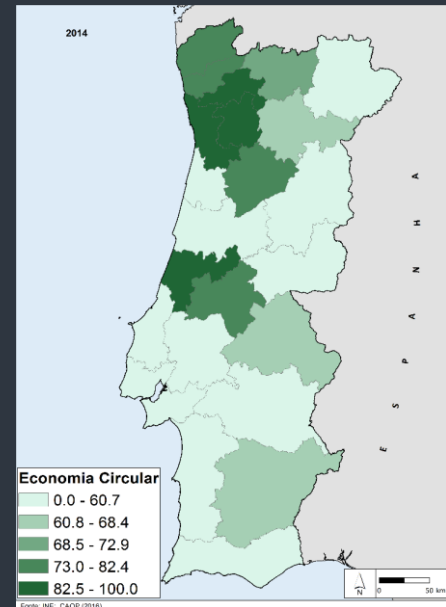 2014
E S P A N H A
Economia Circular
0.0 - 60.7
60.8 - 68.4
68.5 - 72.9
73.0 - 82.4
82.5 - 100.0
N
0 50 km
Fonte: INE; CAOP (2016)